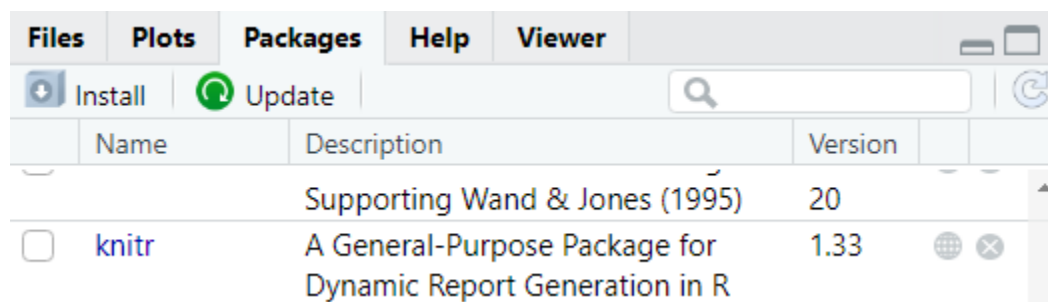 Files Plots Packages Help Viewer
Install Update
Name Description Version
Supporting Wand & Jones (1995) 20
knitr A General-Purpose Package for 1.33
Dynamic Report Generation in R